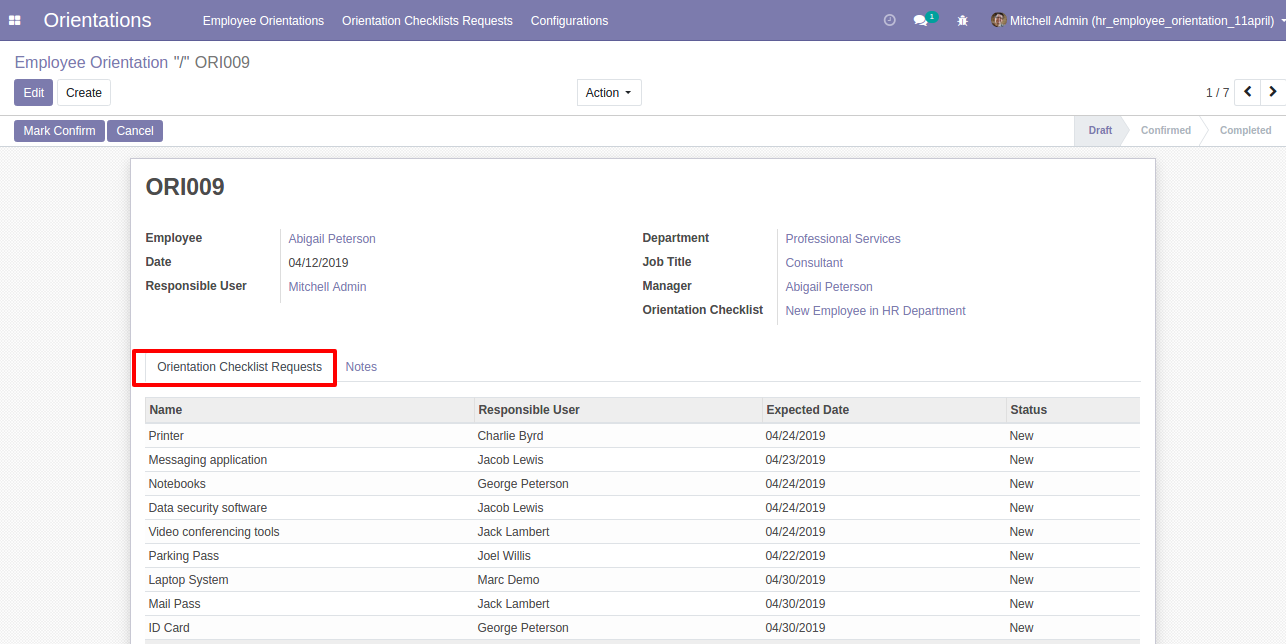 Orientations Employee Orientations Orientation Checklists Requests Configurations 1 Mitchell Admin (hr_employee_orientation_11april)
Employee Orientation "/" ORI009
Edit Create Action 1 / 7
Mark Confirm Cancel Draft Confirmed Completed
ORI009
Employee Abigail Peterson Department Professional Services
Date 04/12/2019 Job Title Consultant
Responsible User Mitchell Admin Manager Abigail Peterson
Orientation Checklist New Employee in HR Department
Orientation Checklist Requests Notes
Name Responsible User Expected Date Status
Printer Charlie Byrd 04/24/2019 New
Messaging application Jacob Lewis 04/23/2019 New
Notebooks George Peterson 04/24/2019 New
Data security software Jacob Lewis 04/24/2019 New
Video conferencing tools Jack Lambert 04/24/2019 New
Parking Pass Joel Willis 04/22/2019 New
Laptop System Marc Demo 04/30/2019 New
Mail Pass Jack Lambert 04/30/2019 New
ID Card George Peterson 04/30/2019 New